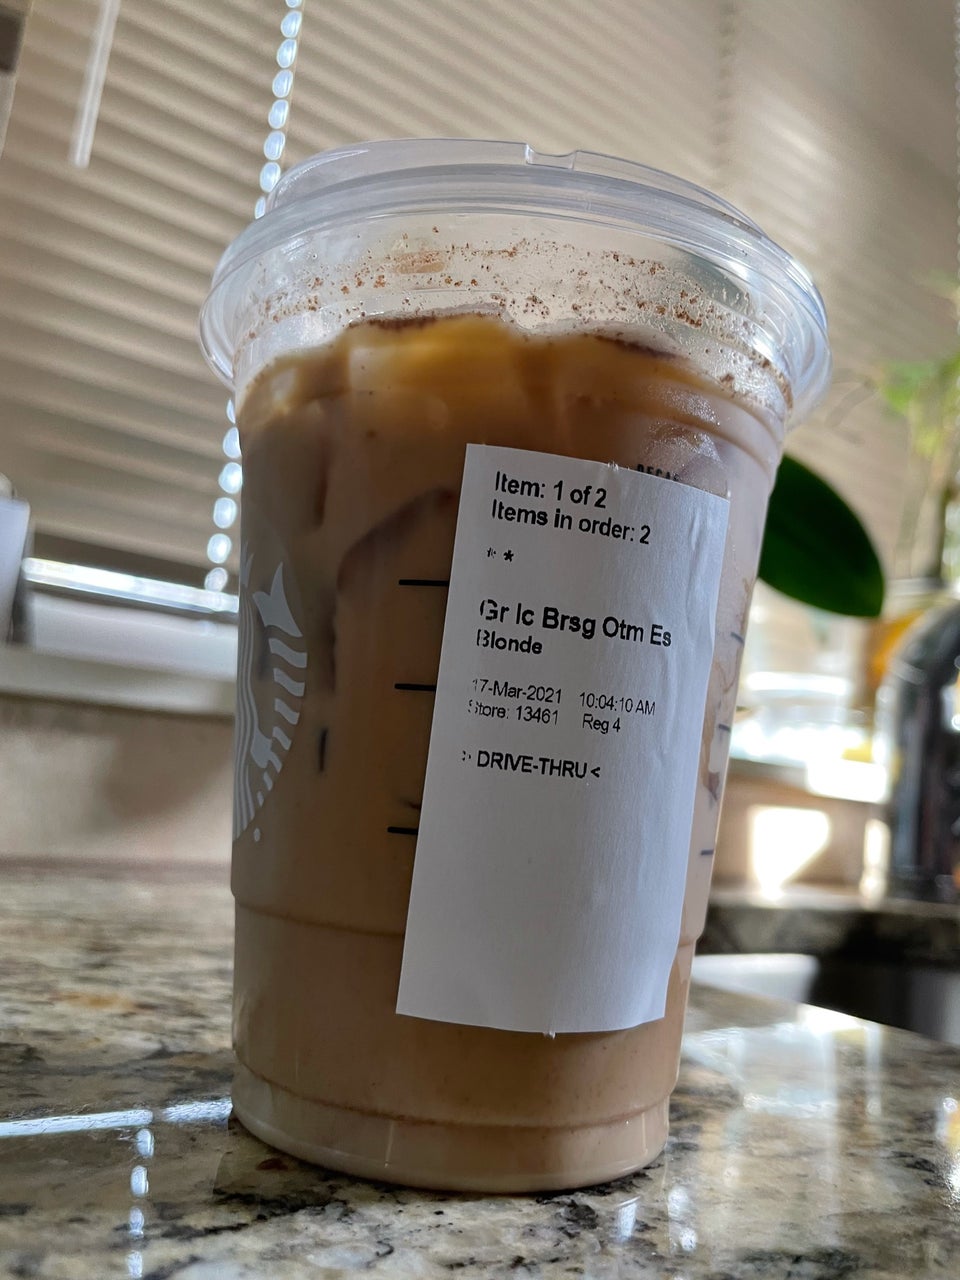 DECAF
Item: 1 of 2
Items in order: 2
* *
Gr Ic Brsg Otm Es
Blonde
17-Mar-2021 10:04:10 AM
Store: 13461 Reg 4
> DRIVE-THRU <